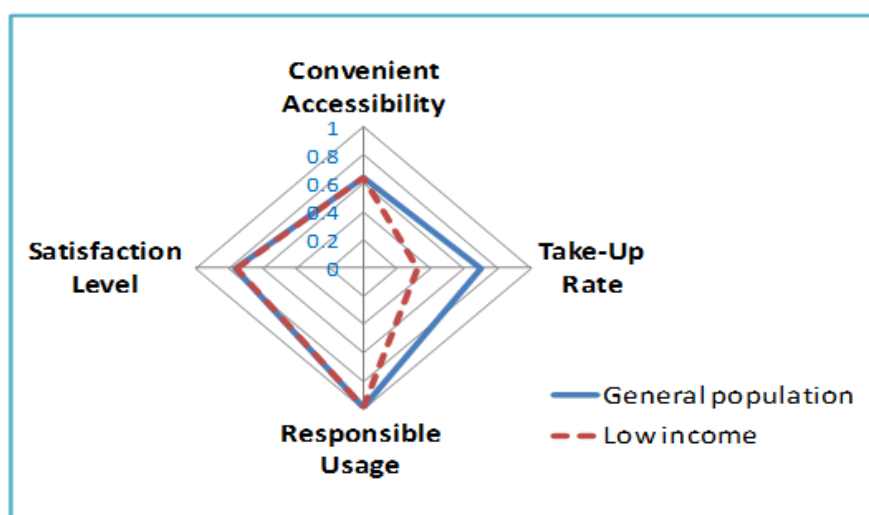 Convenient
Accessibility
1
0.8
0.6
0.4
0.2
0
Satisfaction
Level
Take-Up
Rate
Responsible
Usage
General population
Low income